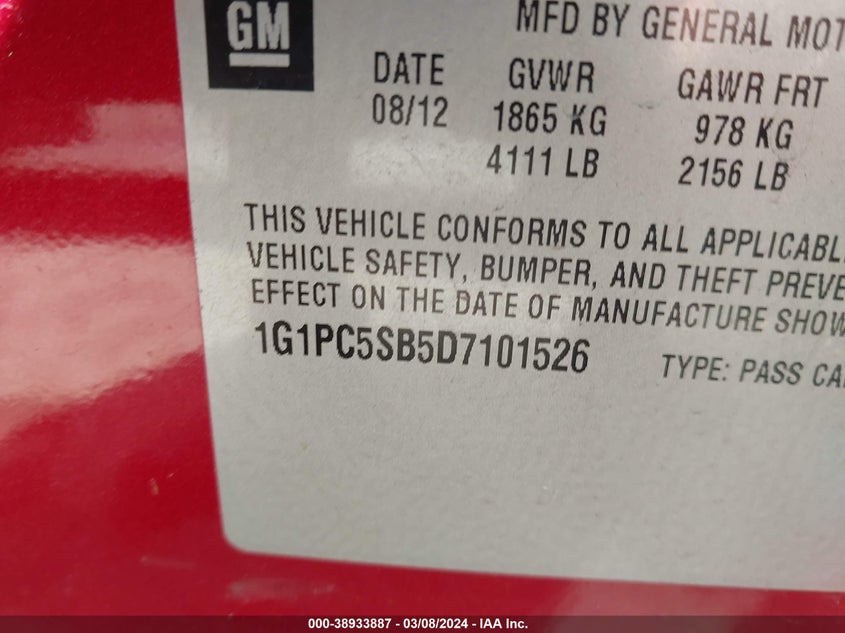 GM
MFD BY GENERAL MOT
DATE GVWR GAWR FRT
08/12 1865 KG 978 KG
4111 LB 2156 LB
THIS VEHICLE CONFORMS TO ALL APPLICABL
VEHICLE SAFETY, BUMPER, AND THEFT PREVE
EFFECT ON THE DATE OF MANUFACTURE SHOW
1G1PC5SB5D7101526 TYPE: PASS CA
000-38933887 - 03/08/2024 - IAA Inc.